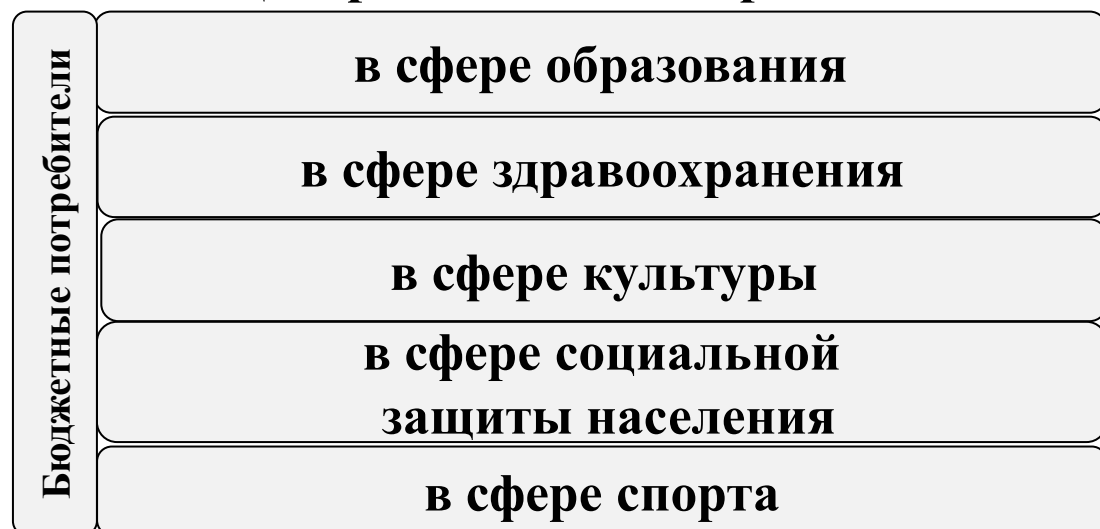 Бюджетные потребители
в сфере образования
в сфере здравоохранения
в сфере культуры
в сфере социальной
защиты населения
в сфере спорта